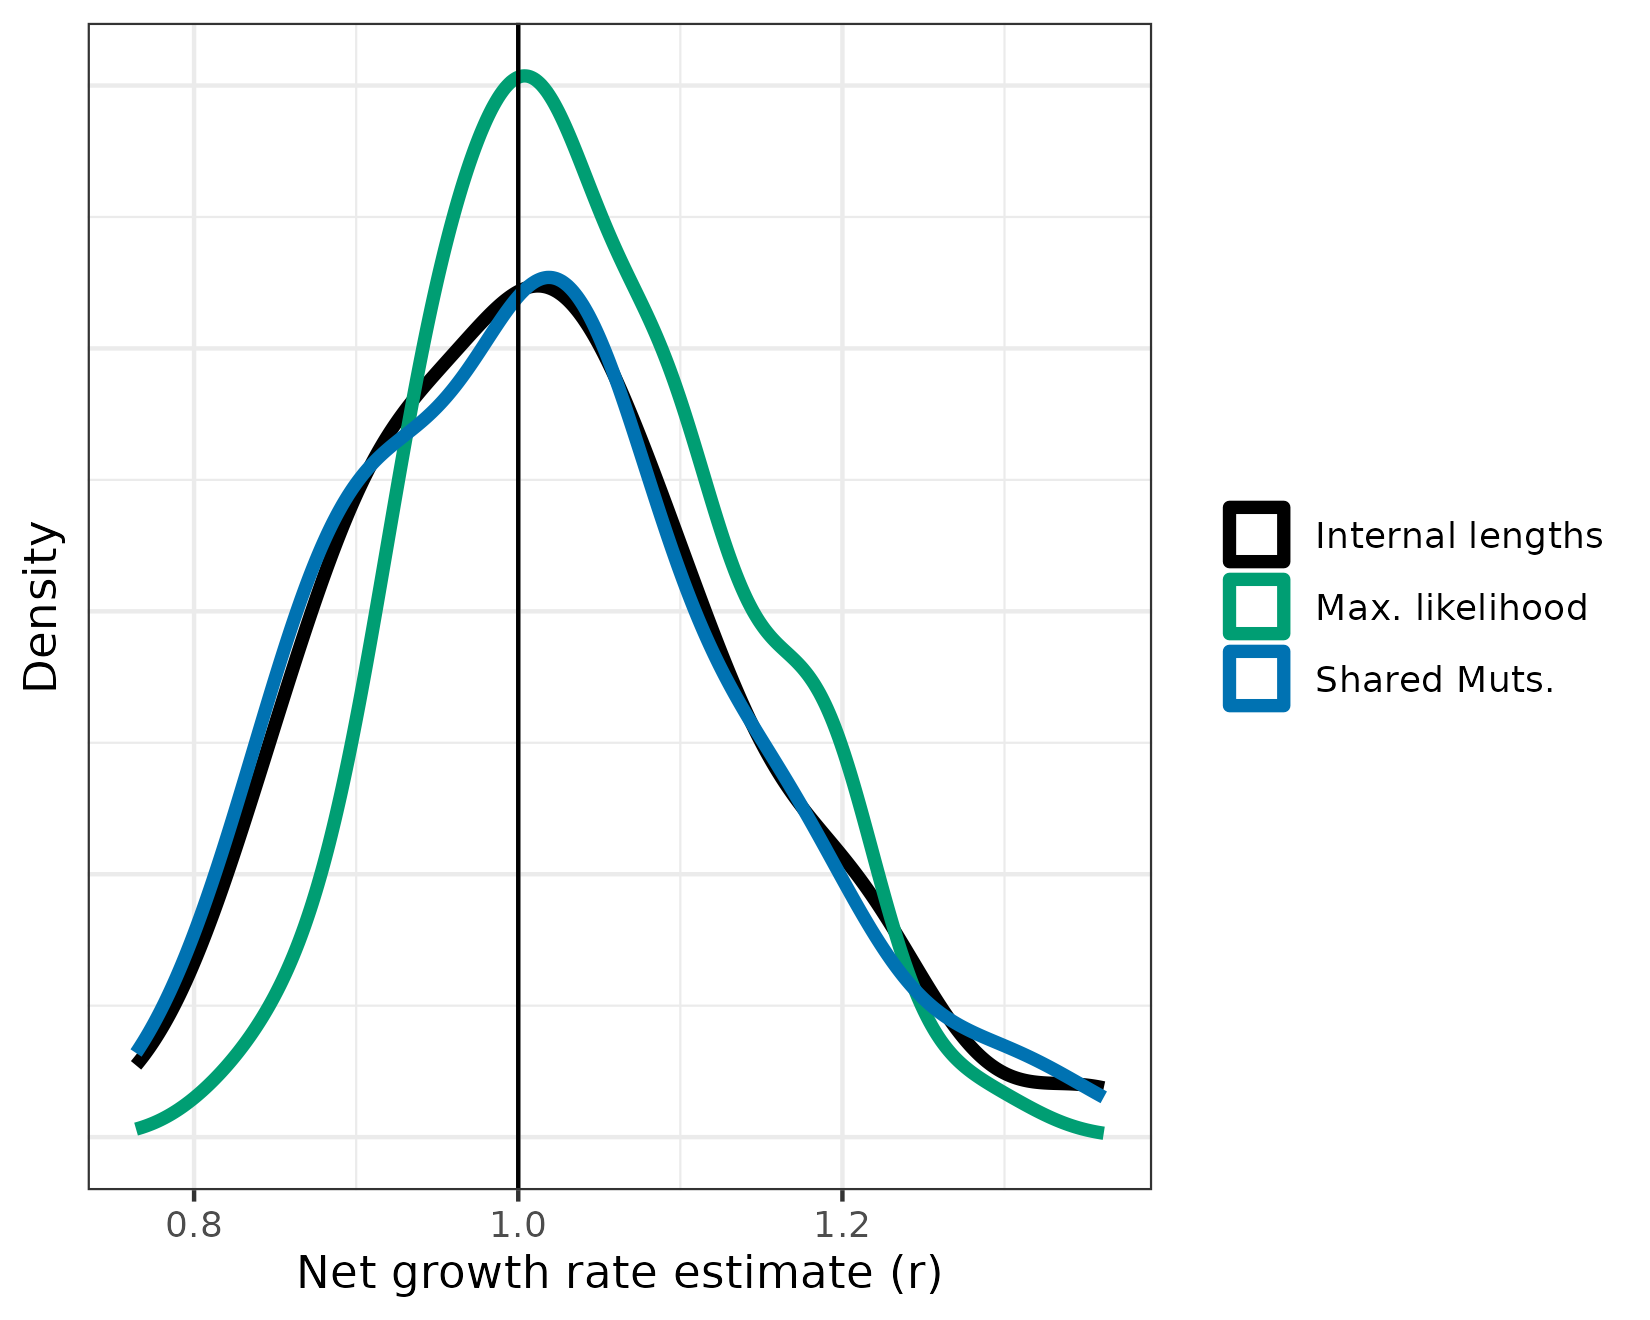 Density
0.8
1.0
1.2
Net growth rate estimate (r)
Internal lengths
Max. likelihood
Shared Muts.